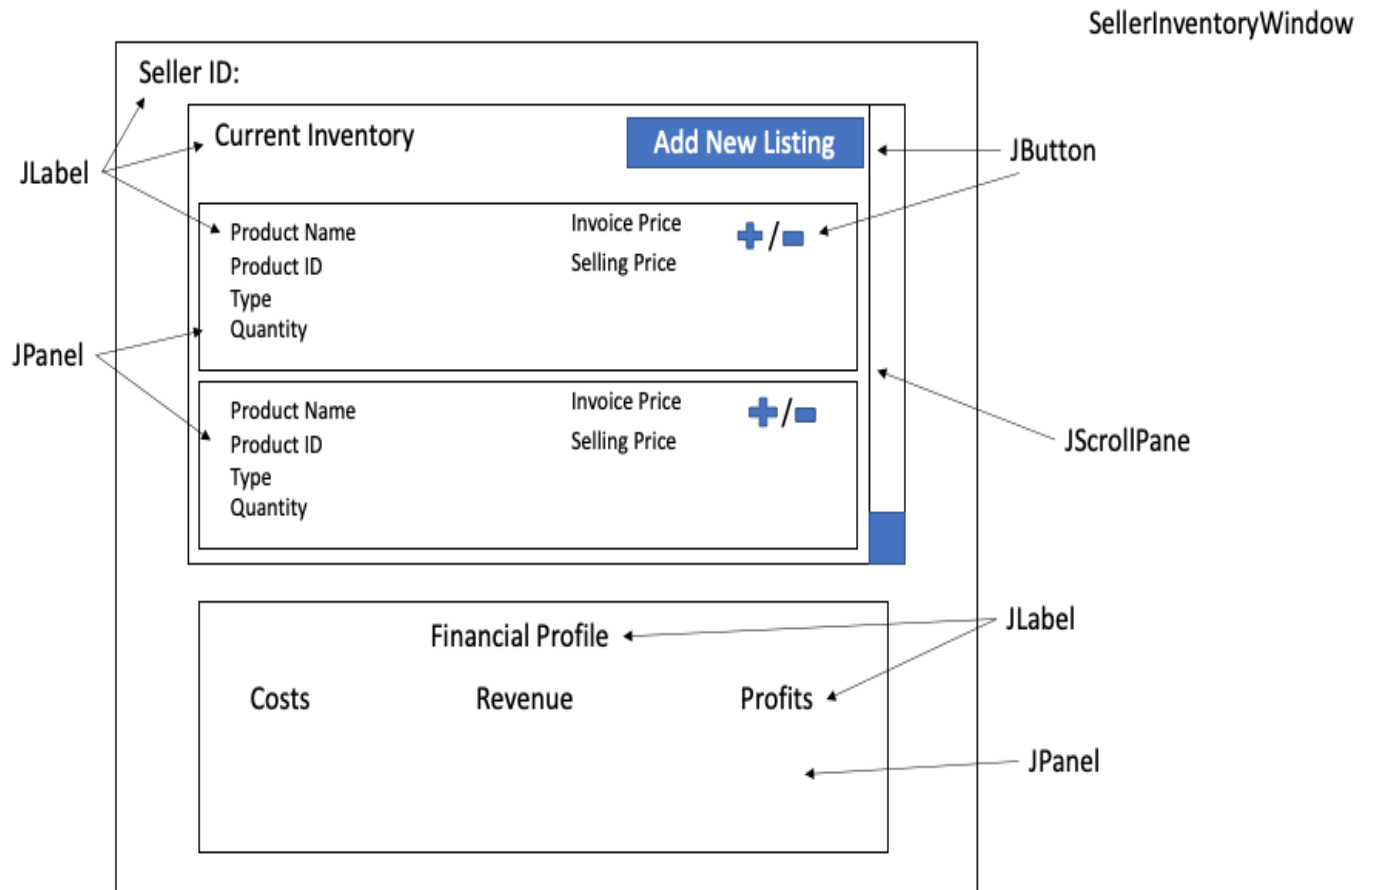 SellerInventoryWindow
Seller ID:
Current Inventory
Add New Listing
JButton
JLabel
Product Name
Product ID
Type
Quantity
Invoice Price
Selling Price
+/-
JPanel
Product Name
Product ID
Type
Quantity
Invoice Price
Selling Price
+/-
JScrollPane
Financial Profile
JLabel
Costs
Revenue
Profits
JPanel